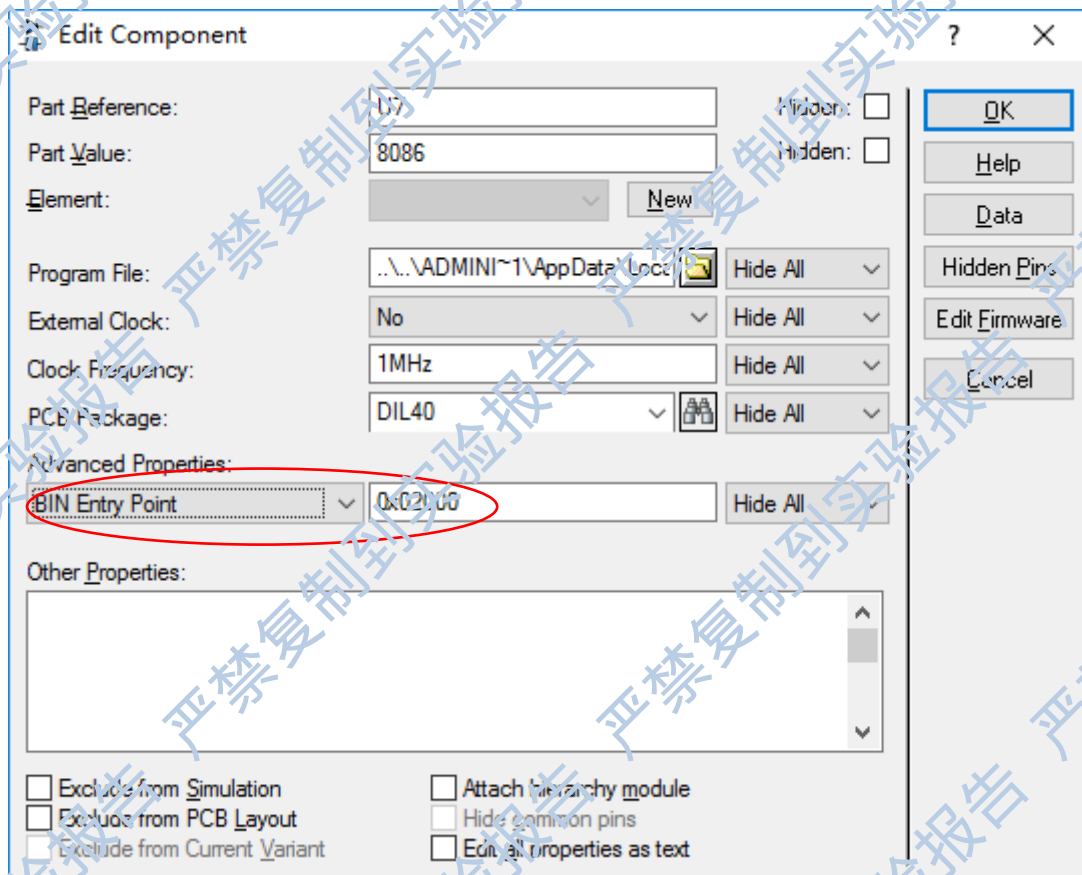 Edit Component
Part Reference: U7 Hidden:
Part Value: 8086 Hidden:
Element: New
Program File: ..\..\ADMINI~1\AppData\Loca Hide All
External Clock: No Hide All
Clock Frequency: 1MHz Hide All
PCB Package: DIL40 Hide All
Advanced Properties:
BIN Entry Point 0x02000 Hide All
Other Properties:
Exclude from Simulation Attach hierarchy module
Exclude from PCB Layout Hide common pins
Exclude from Current Variant Edit all properties as text
OK
Help
Data
Hidden Pins
Edit Firmware
Cancel
严禁复制到实验报告